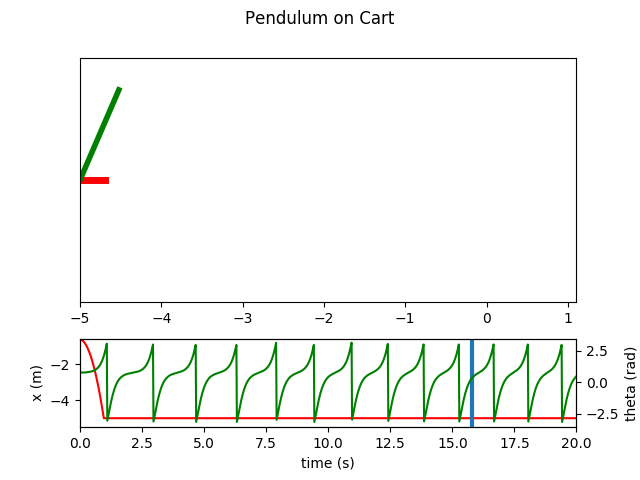 Pendulum on Cart
−5 −4 −3 −2 −1 0 1
−2
−4
x (m)
2.5
0.0
−2.5
theta (rad)
0.0 2.5 5.0 7.5 10.0 12.5 15.0 17.5 20.0
time (s)